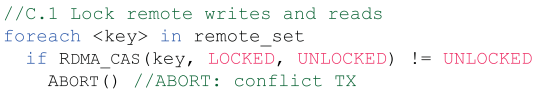 //C.1 Lock remote writes and reads
foreach <key> in remote_set
if RDMA_CAS(key, LOCKED, UNLOCKED) != UNLOCKED
ABORT() //ABORT: conflict TX